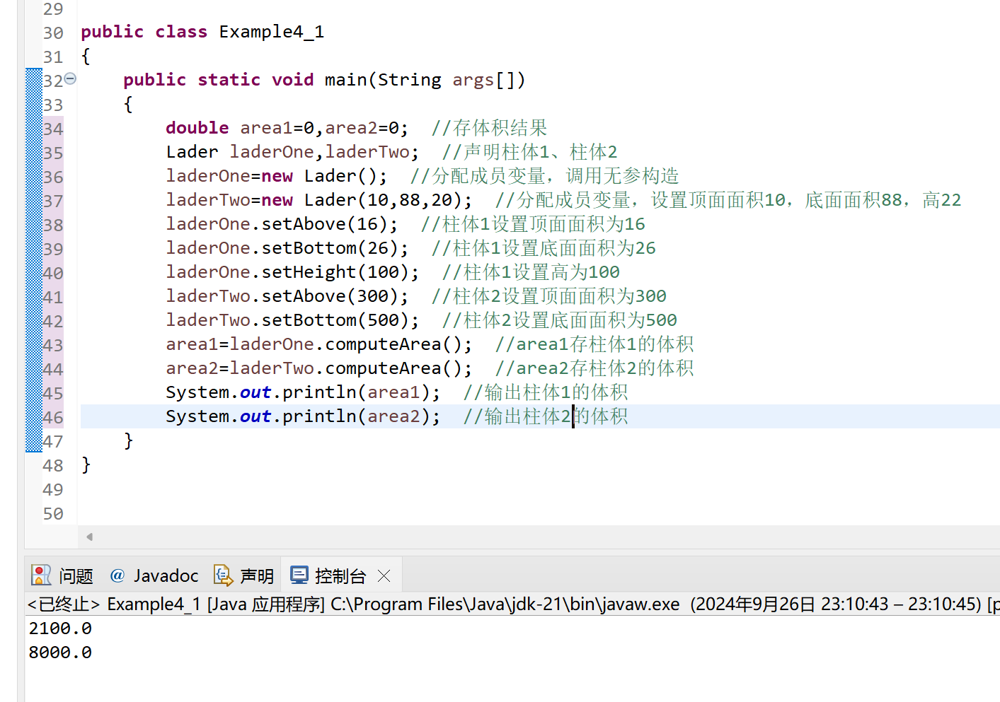 29
30 public class Example4_1
31 {
32 public static void main(String args[])
33 {
34 double area1=0,area2=0; //存体积结果
35 Lader laderOne,laderTwo; //声明柱体1、柱体2
36 laderOne=new Lader(); //分配成员变量，调用无参构造
37 laderTwo=new Lader(10,88,20); //分配成员变量，设置顶面面积10，底面面积88，高22
38 laderOne.setAbove(16); //柱体1设置顶面面积为16
39 laderOne.setBottom(26); //柱体1设置底面面积为26
40 laderOne.setHeight(100); //柱体1设置高为100
41 laderTwo.setAbove(300); //柱体2设置顶面面积为300
42 laderTwo.setBottom(500); //柱体2设置底面面积为500
43 area1=laderOne.computeArea(); //area1存柱体1的体积
44 area2=laderTwo.computeArea(); //area2存柱体2的体积
45 System.out.println(area1); //输出柱体1的体积
46 System.out.println(area2); //输出柱体2的体积
47 }
48 }
49
50
问题 @ Javadoc 声明 控制台
<已终止> Example4_1 [Java 应用程序] C:\Program Files\Java\jdk-21\bin\javaw.exe (2024年9月26日 23:10:43 – 23:10:45) [p
2100.0
8000.0